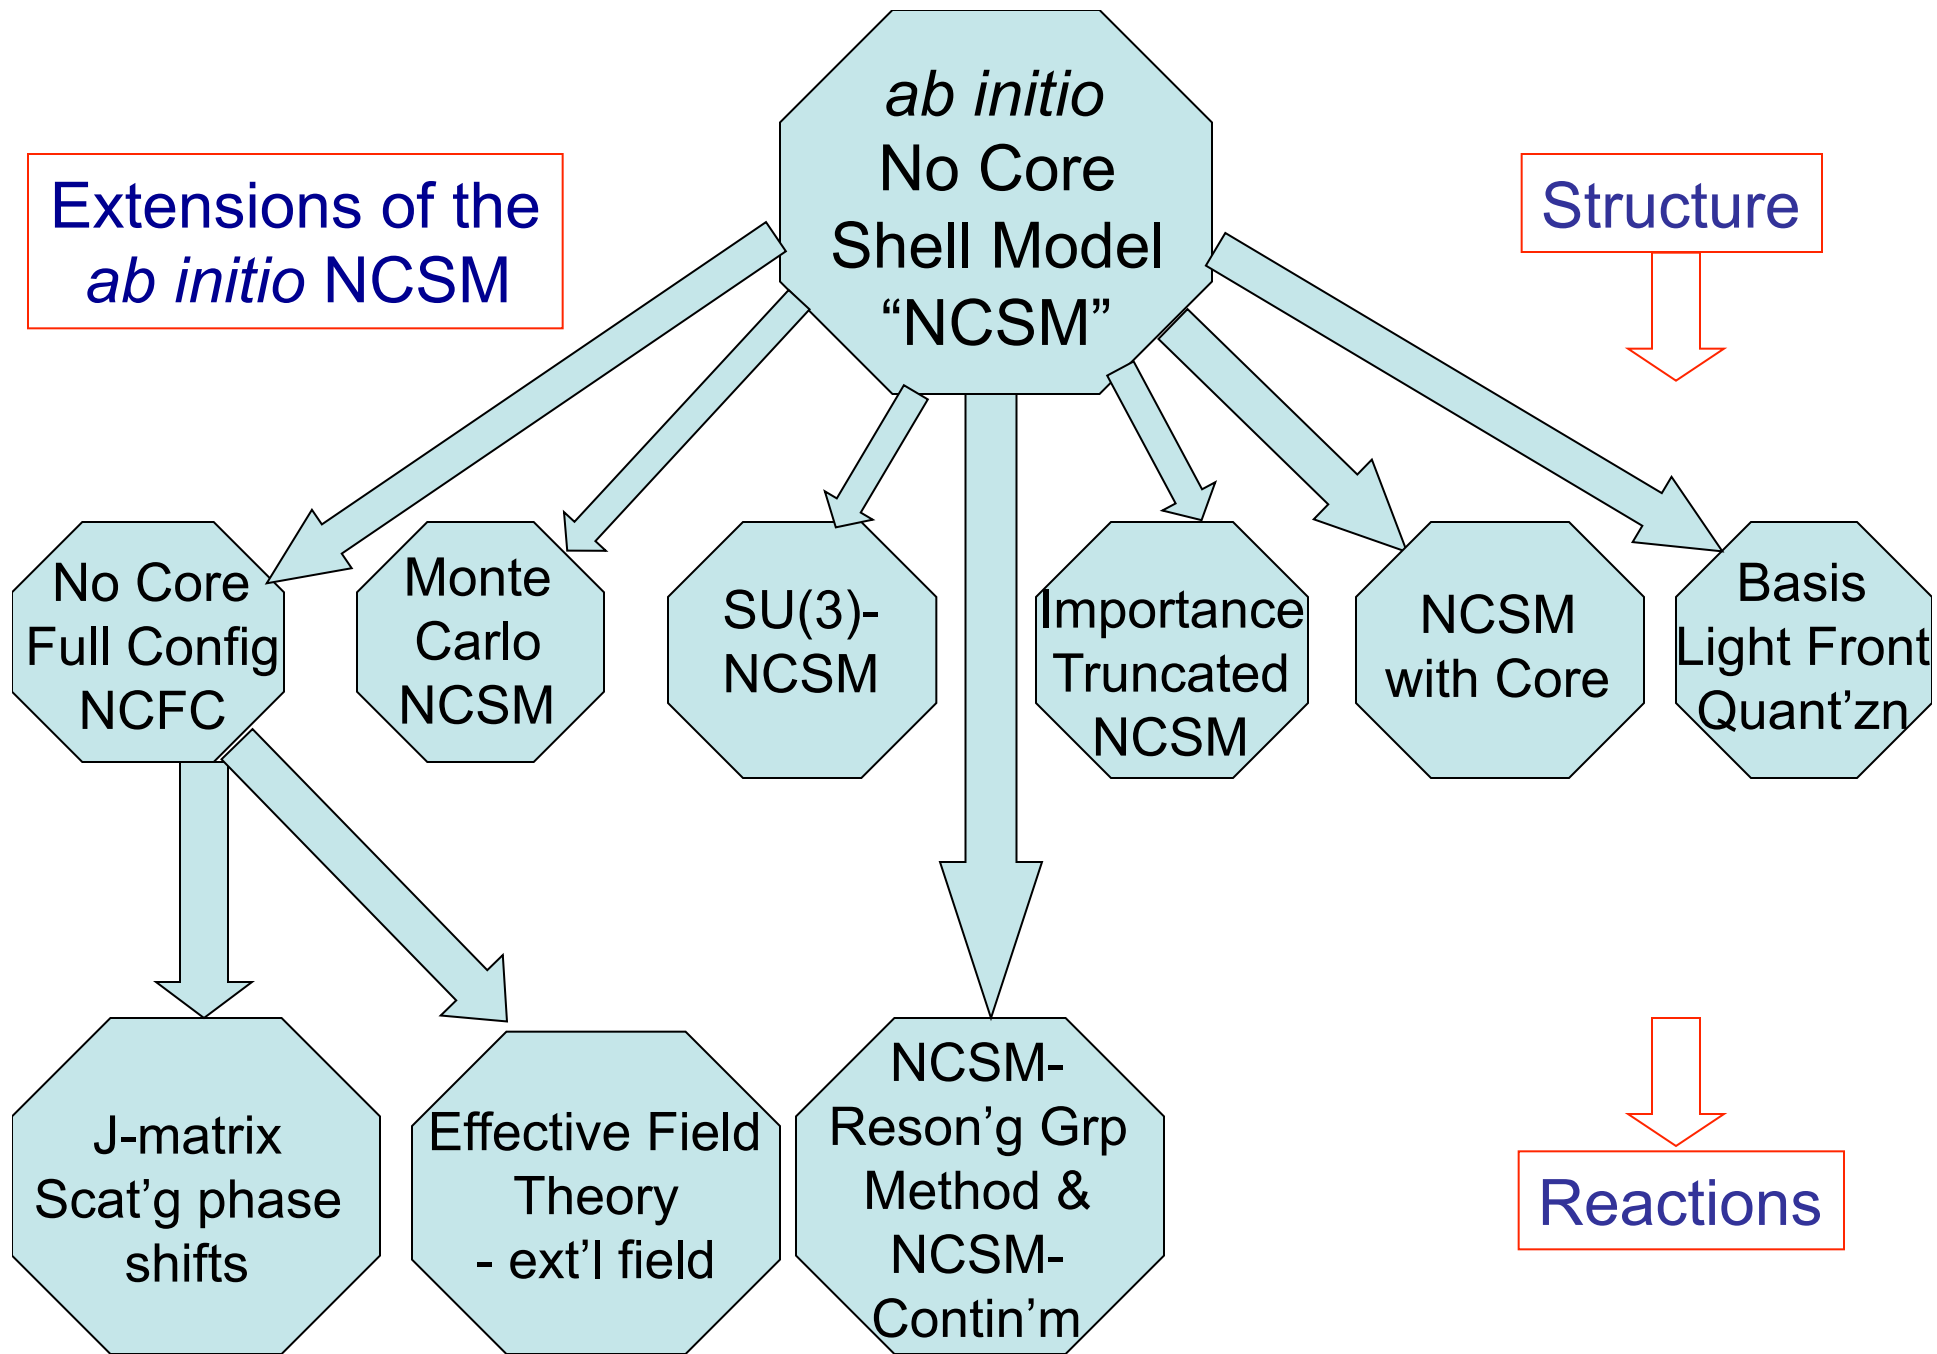 ab initio
No Core
Shell Model
“NCSM”
Extensions of the
ab initio NCSM
Structure
No Core
Full Config
NCFC
Monte
Carlo
NCSM
SU(3)-
NCSM
Importance
Truncated
NCSM
NCSM
with Core
Basis
Light Front
Quant’zn
J-matrix
Scat’g phase
shifts
Effective Field
Theory
- ext’l field
NCSM-
Reson’g Grp
Method &
NCSM-
Contin’m
Reactions